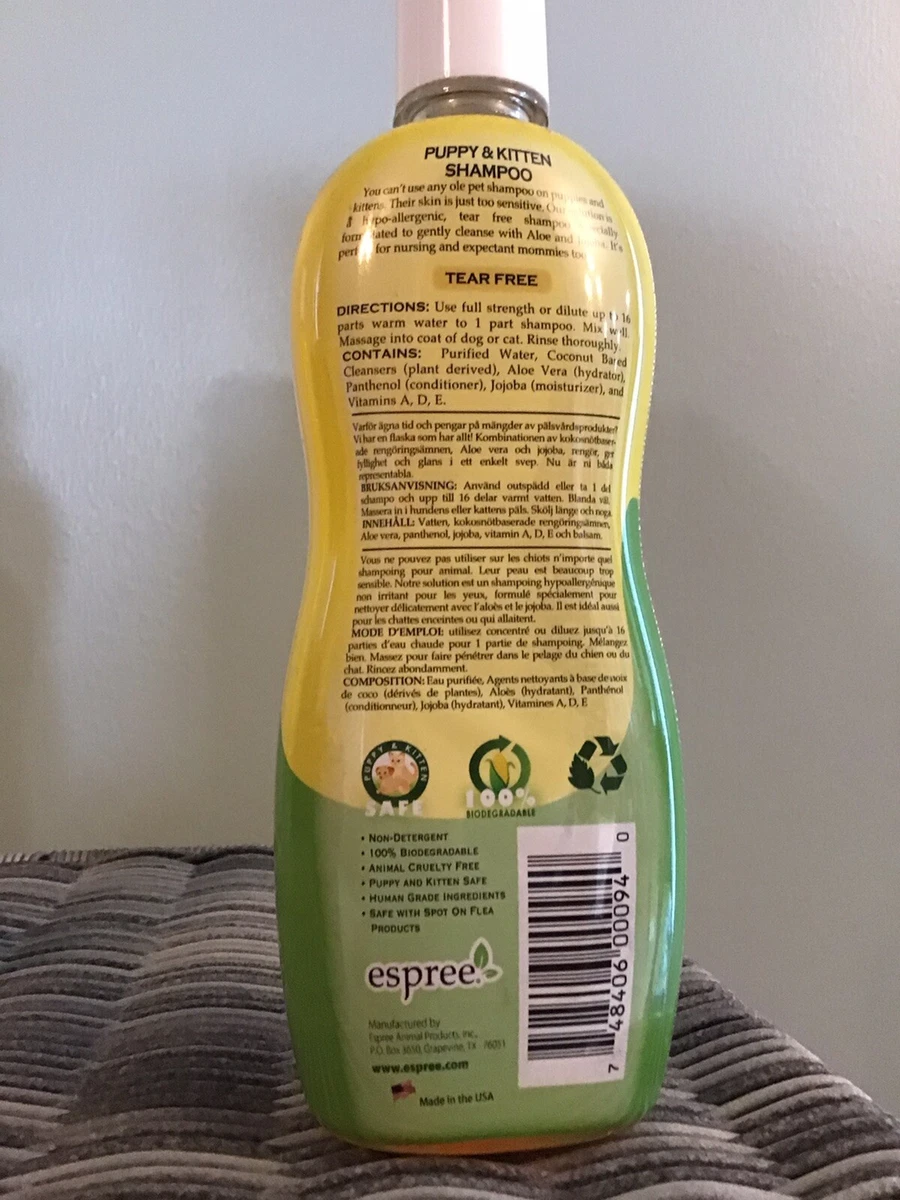 PUPPY & KITTEN
SHAMPOO
You can't use any ole pet shampoo on and
kittens. Their skin is just too sensitive. Our is
hypo-allergenic, tear free
to gently cleanse with Aloe and It's
for nursing and expectant mommies
TEAR FREE
DIRECTIONS: Use full strength or dilute up to 16
parts warm water to 1 part shampoo. Mix well.
Massage into coat of dog or cat. Rinse thoroughly.
CONTAINS: Purified Water, Coconut Based
Cleansers (plant derived), Aloe Vera (hydrator),
Panthenol (conditioner), Jojoba (moisturizer), and
Vitamins A, D, E.
Varför ägna tid och pengar på mängder av pälsvårdsprodukter?
Vi har en flaska som har allt! Kombinationen av kokosnötbaser-
ade rengöringsämnen, Aloe vera och jojoba, rengör, ger
fyllighet och glans i ett enkelt svep. Nu är ni båda
representabla.
BRUKSANVISNING: Använd outspädd eller ta 1 del
schampo och upp till 16 delar varmt vatten. Blanda väl.
Massera in i hundens eller kattens päls. Skölj länge och noga.
INNEHÅLL: Vatten, kokosnötbaserade rengöringsämnen,
Aloe vera, panthenol, jojoba, vitamin A, D, E och balsam.
Vous ne pouvez pas utiliser sur les chiots n'importe quel
shampoing pour animal. Leur peau est beaucoup trop
sensible. Notre solution est un shampoing hypoallergénique
non irritant pour les yeux, formulé spécialement pour
nettoyer délicatement avec l'aloès et le jojoba. Il est idéal aussi
pour les chattes enceintes ou qui allaitent.
MODE D'EMPLOI: utilisez concentré ou diluez jusqu'à 16
parties d'eau chaude pour 1 partie de shampoing. Mélangez
bien. Massez pour faire pénétrer dans le pelage du chien ou du
chat. Rincez abondamment.
COMPOSITION: Eau purifiée, Agents nettoyants à base de noix
de coco (dérivés de plantes), Aloès (hydratant), Panthénol
(conditionneur), Jojoba (hydratant), Vitamines A, D, E
PUPPY & KITTEN
SAFE
100%
BIODEGRADABLE
• NON-DETERGENT
• 100% BIODEGRADABLE
• ANIMAL CRUELTY FREE
• PUPPY AND KITTEN SAFE
• HUMAN GRADE INGREDIENTS
• SAFE WITH SPOT ON FLEA
PRODUCTS
espree
Manufactured by
Espree Animal Products, Inc.
P.O. Box 3650, Grapevine, TX 76051
www.espree.com
Made in the USA
7 48406 00094 0